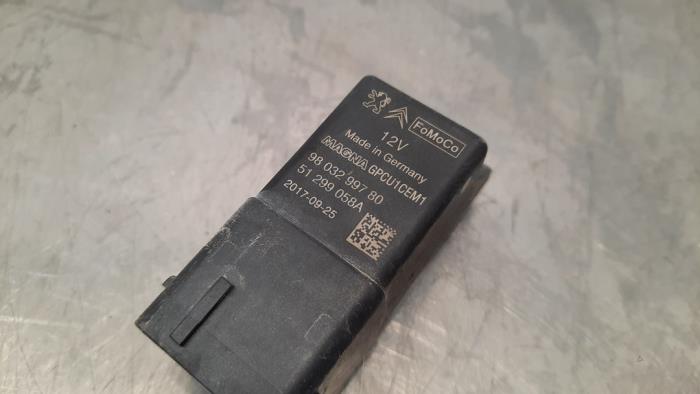 FoMoCo
12V
Made in Germany
MAGNA GPCU1CEM1
98 032 997 80
51 299 058A
2017-09-25